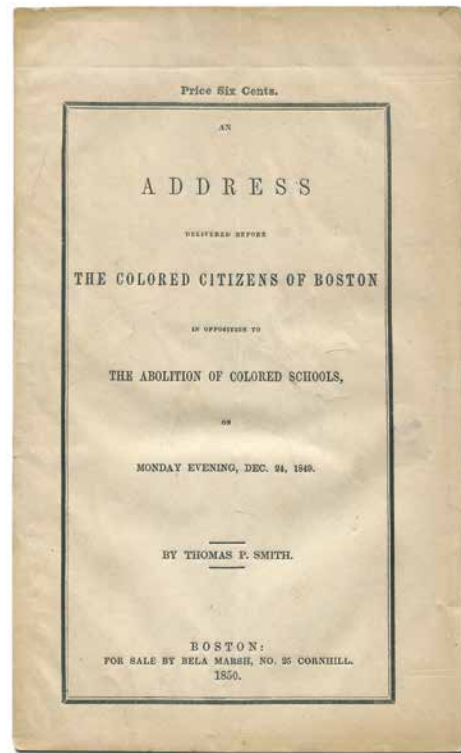 Price Six Cents.
AN
ADDRESS
DELIVERED BEFORE
THE COLORED CITIZENS OF BOSTON
IN OPPOSITION TO
THE ABOLITION OF COLORED SCHOOLS,
ON
MONDAY EVENING, DEC. 24, 1849.
BY THOMAS P. SMITH.
BOSTON:
FOR SALE BY BELA MARSH, NO. 25 CORNHILL.
1850.